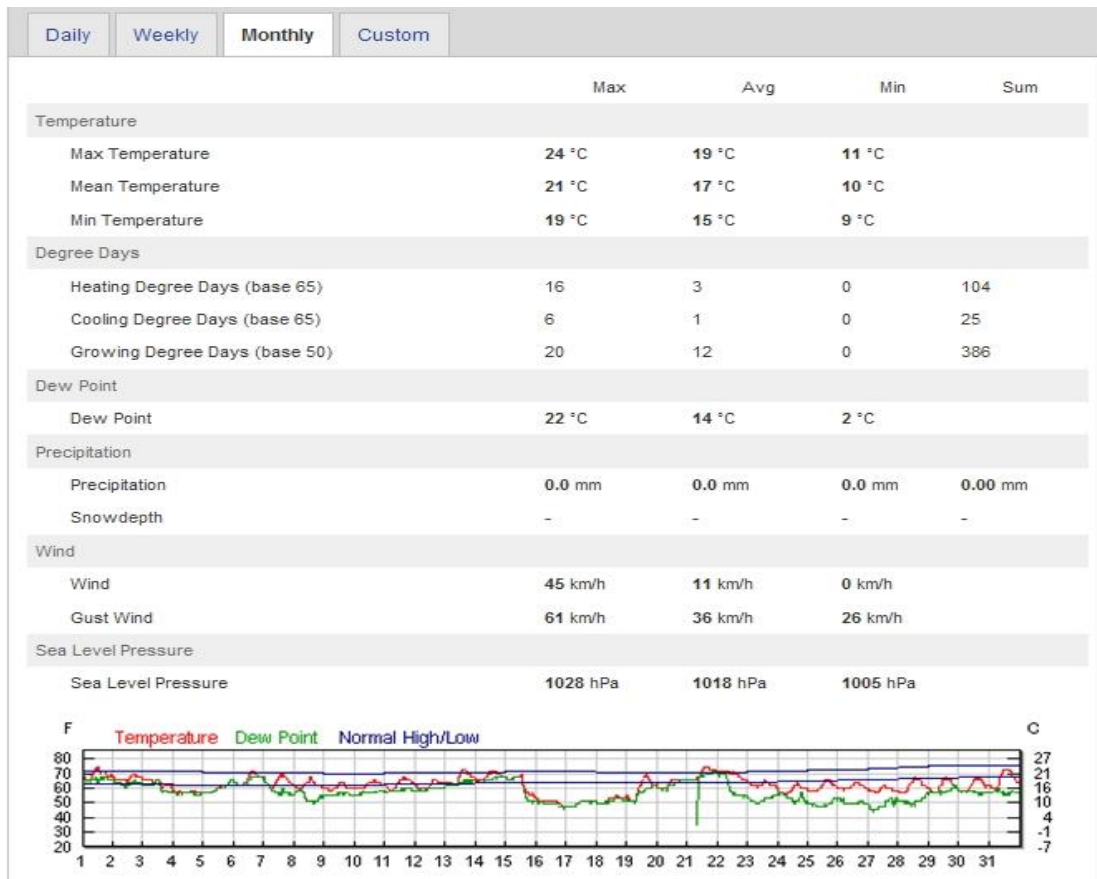 Daily Weekly Monthly Custom
Max Avg Min Sum
Temperature
Max Temperature 24 °C 19 °C 11 °C
Mean Temperature 21 °C 17 °C 10 °C
Min Temperature 19 °C 15 °C 9 °C
Degree Days
Heating Degree Days (base 65) 16 3 0 104
Cooling Degree Days (base 65) 6 1 0 25
Growing Degree Days (base 50) 20 12 0 386
Dew Point
Dew Point 22 °C 14 °C 2 °C
Precipitation
Precipitation 0.0 mm 0.0 mm 0.0 mm 0.00 mm
Snowdepth - - - -
Wind
Wind 45 km/h 11 km/h 0 km/h
Gust Wind 61 km/h 36 km/h 26 km/h
Sea Level Pressure
Sea Level Pressure 1028 hPa 1018 hPa 1005 hPa
F Temperature Dew Point Normal High/Low C
80 27
70 21
60 16
50 10
40 4
30 -1
20 -7
1 2 3 4 5 6 7 8 9 10 11 12 13 14 15 16 17 18 19 20 21 22 23 24 25 26 27 28 29 30 31